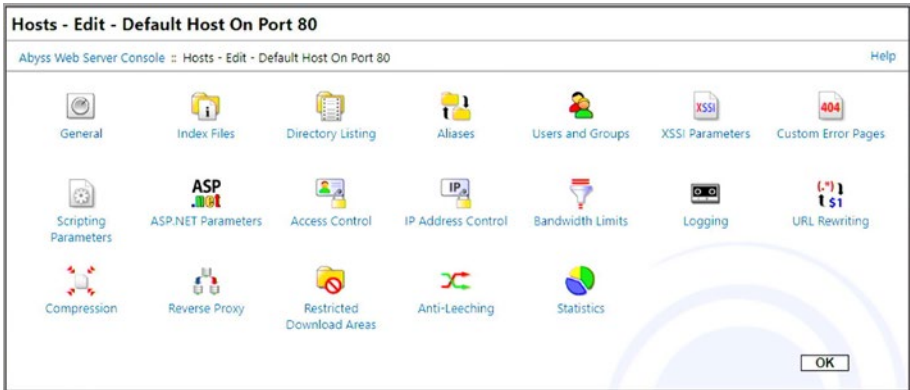 Hosts - Edit - Default Host On Port 80
Abyss Web Server Console :: Hosts - Edit - Default Host On Port 80 Help
General Index Files Directory Listing Aliases Users and Groups XSSI XSSI Parameters 404 Custom Error Pages
Scripting Parameters ASP .net ASP.NET Parameters Access Control IP IP Address Control Bandwidth Limits Logging (.*) $1 URL Rewriting
Compression Reverse Proxy Restricted Download Areas Anti-Leeching Statistics
OK